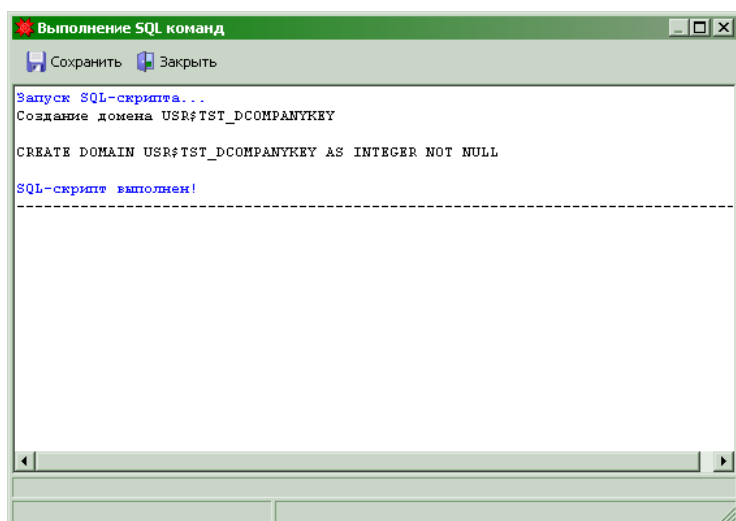 Выполнение SQL команд
Сохранить Закрыть
Запуск SQL-скрипта...
Создание домена USR$TST_DCOMPANYKEY
CREATE DOMAIN USR$TST_DCOMPANYKEY AS INTEGER NOT NULL
SQL-скрипт выполнен!
--------------------------------------------------------------------------------